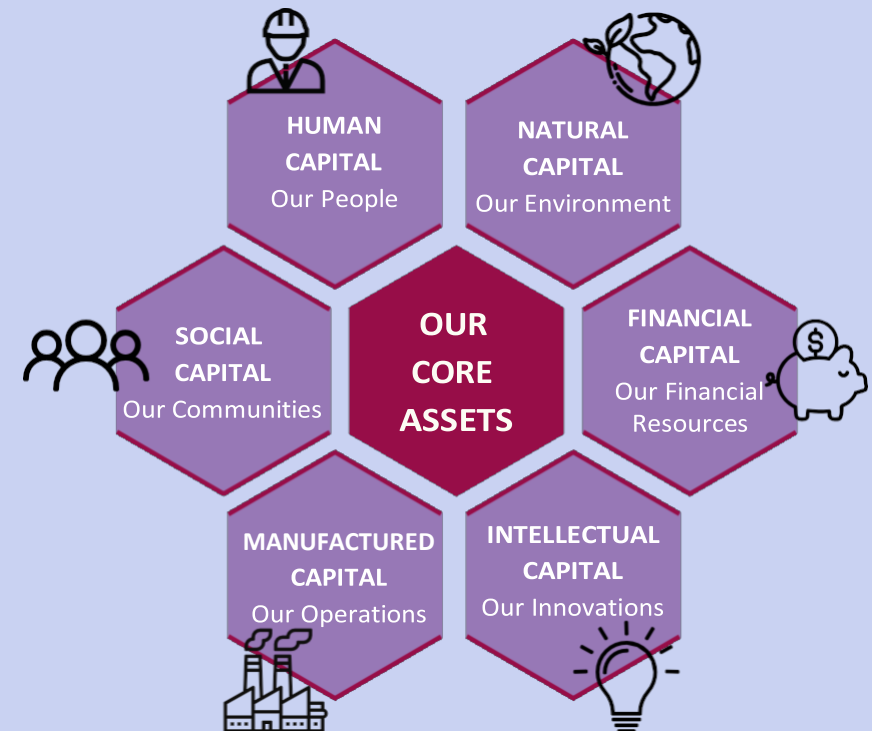 HUMAN
CAPITAL
Our People
NATURAL
CAPITAL
Our Environment
SOCIAL
CAPITAL
Our Communities
OUR
CORE
ASSETS
FINANCIAL
CAPITAL
Our Financial
Resources
$
MANUFACTURED
CAPITAL
Our Operations
INTELLECTUAL
CAPITAL
Our Innovations